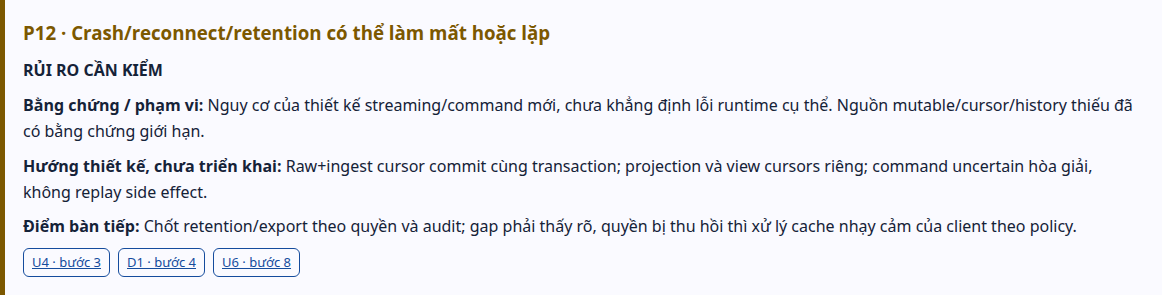 P12 · Crash/reconnect/retention có thể làm mất hoặc lặp
RỦI RO CẦN KIỂM
Bằng chứng / phạm vi: Nguy cơ của thiết kế streaming/command mới, chưa khẳng định lỗi runtime cụ thể. Nguồn mutable/cursor/history thiếu đã
có bằng chứng giới hạn.
Hướng thiết kế, chưa triển khai: Raw+ingest cursor commit cùng transaction; projection và view cursors riêng; command uncertain hòa giải,
không replay side effect.
Điểm bàn tiếp: Chốt retention/export theo quyền và audit; gap phải thấy rõ, quyền bị thu hồi thì xử lý cache nhạy cảm của client theo policy.
U4 · bước 3 D1 · bước 4 U6 · bước 8